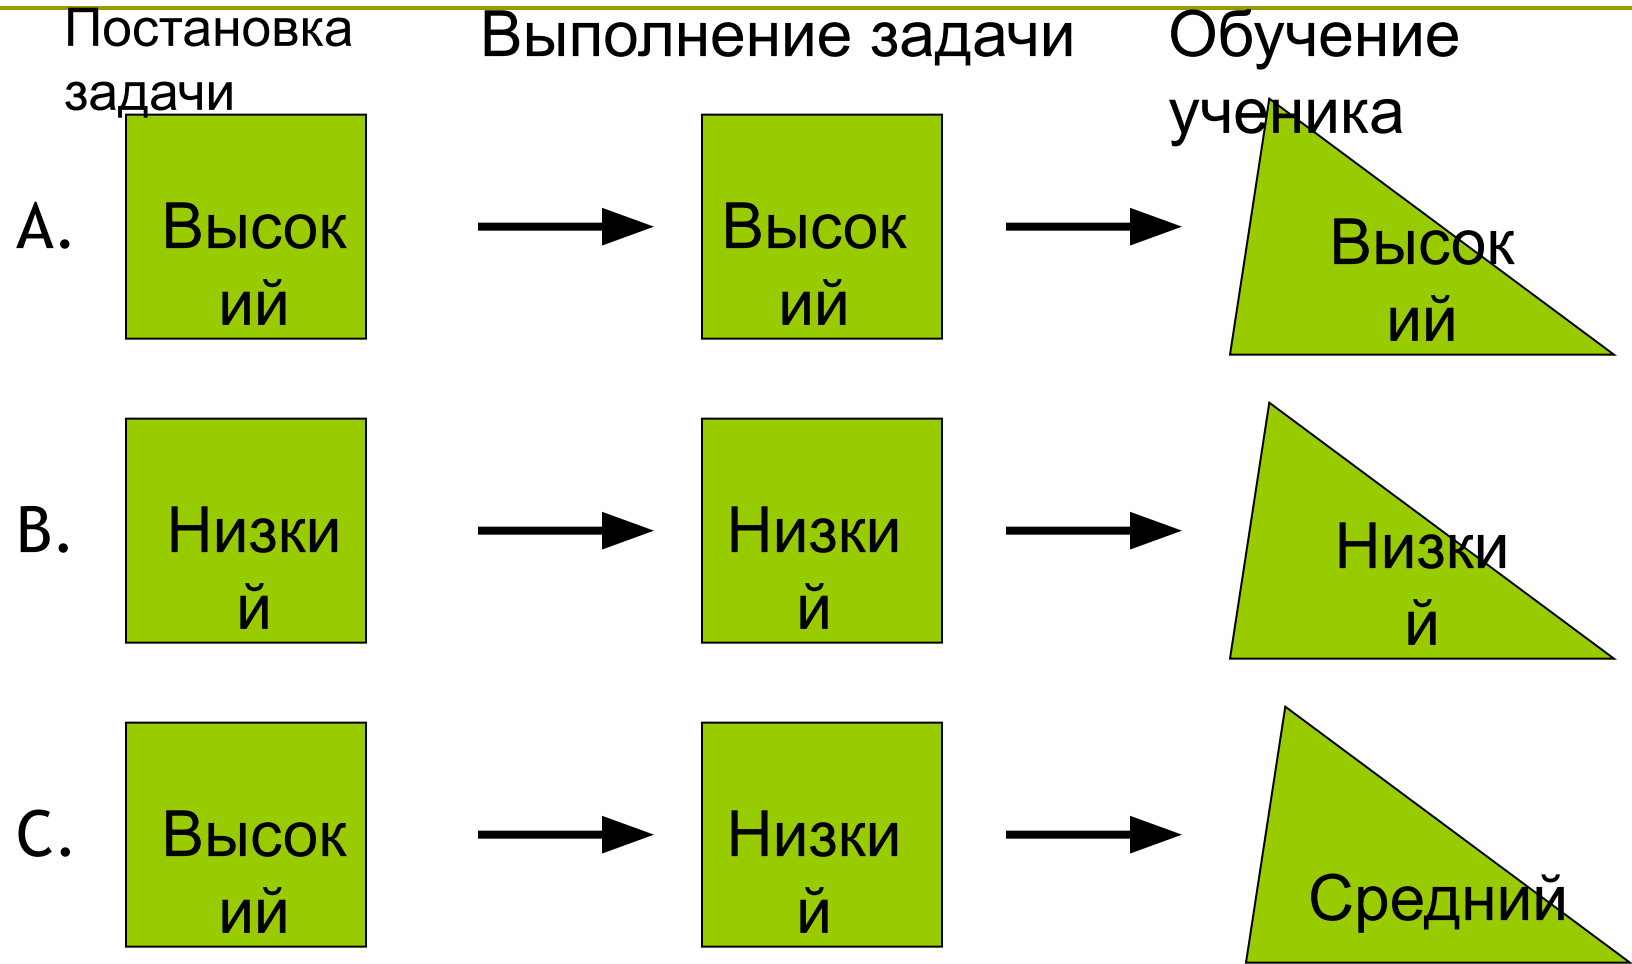 Постановка
задачи
Выполнение задачи
Обучение
ученика
A.
Высок
ий
Высок
ий
Высок
ий
B.
Низки
й
Низки
й
Низки
й
C.
Высок
ий
Низки
й
Средний